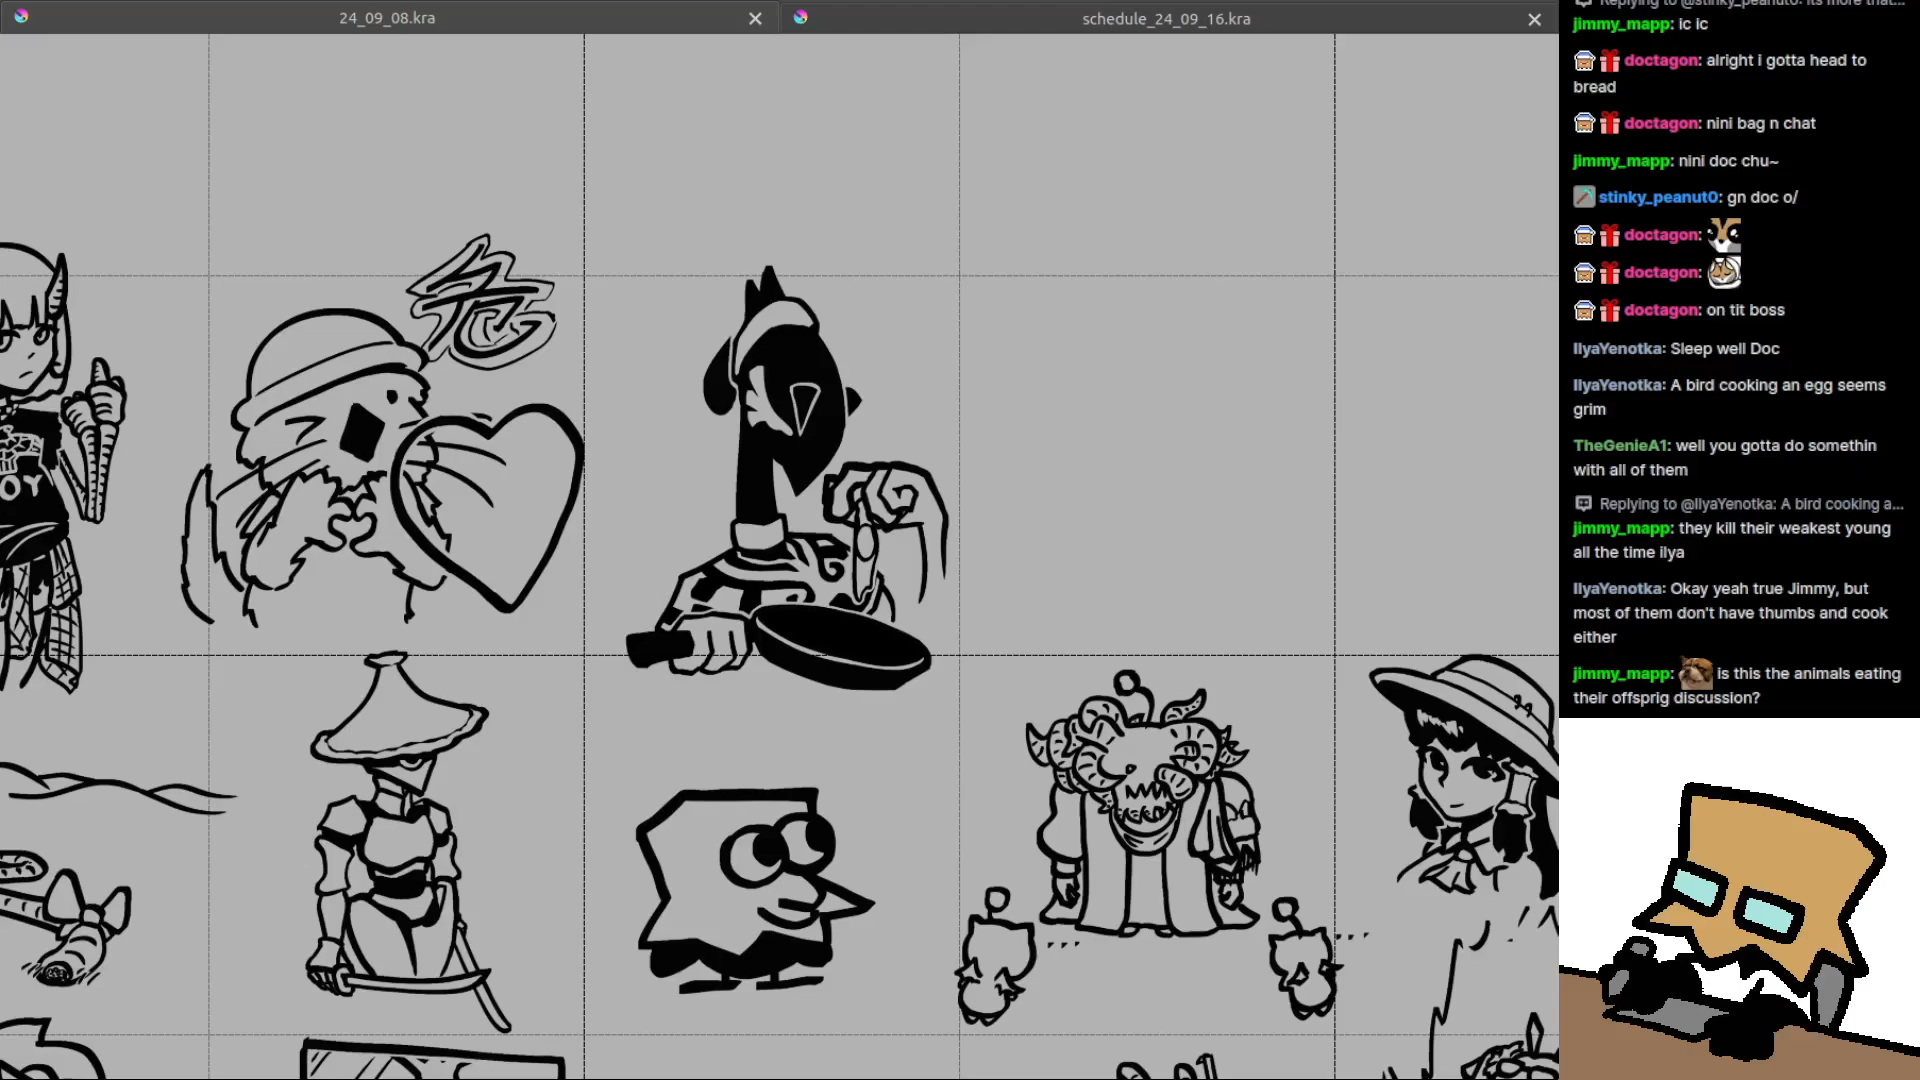 24_09_08.kra
schedule_24_09_16.kra
jimmy_mapp: ic ic
doctagon: alright i gotta head to
bread
doctagon: nini bag n chat
jimmy_mapp: nini doc chu~
stinky_peanut0: gn doc o/
doctagon:
doctagon:
doctagon: on tit boss
IlyaYenotka: Sleep well Doc
IlyaYenotka: A bird cooking an egg seems
grim
TheGenieA1: well you gotta do somethin
with all of them
Replying to @IlyaYenotka: A bird cooking a...
jimmy_mapp: they kill their weakest young
all the time ilya
IlyaYenotka: Okay yeah true Jimmy, but
most of them don't have thumbs and cook
either
jimmy_mapp: is this the animals eating
their offsprig discussion?
OY